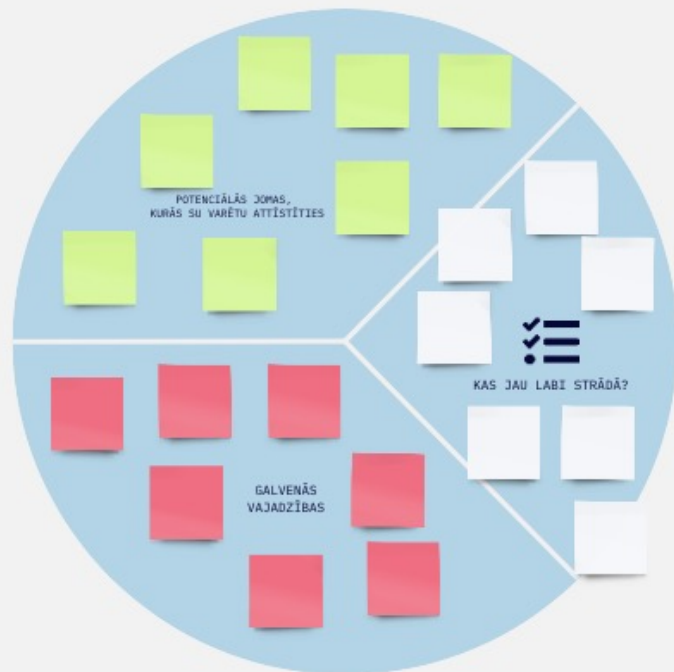 POTENCIĀLĀS JOMAS,
KURĀS SU VARĒTU ATTĪSTĪTIES
KAS JAU LABI STRĀDĀ?
GALVENĀS
VAJADZĪBAS